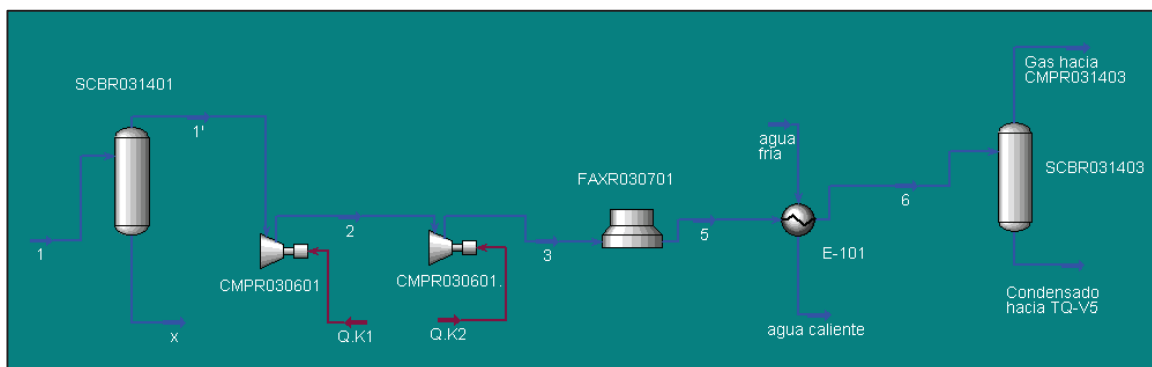 Gas hacia
CMPR031403
SCBR031401
1'
agua
fría
SCBR031403
FAXR030701
6
2
5
1
3
E-101
CMPR030601
CMPR030601.
Condensado
hacia TQ-V5
x
Q.K1
Q.K2
agua caliente